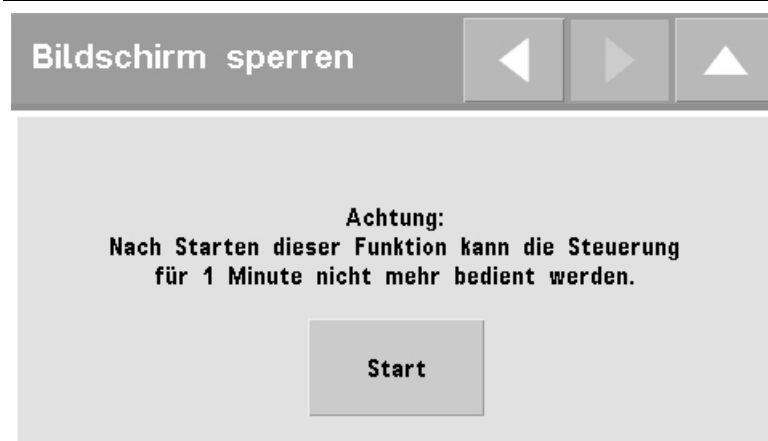 Bildschirm sperren
Achtung:
Nach Starten dieser Funktion kann die Steuerung
für 1 Minute nicht mehr bedient werden.
Start